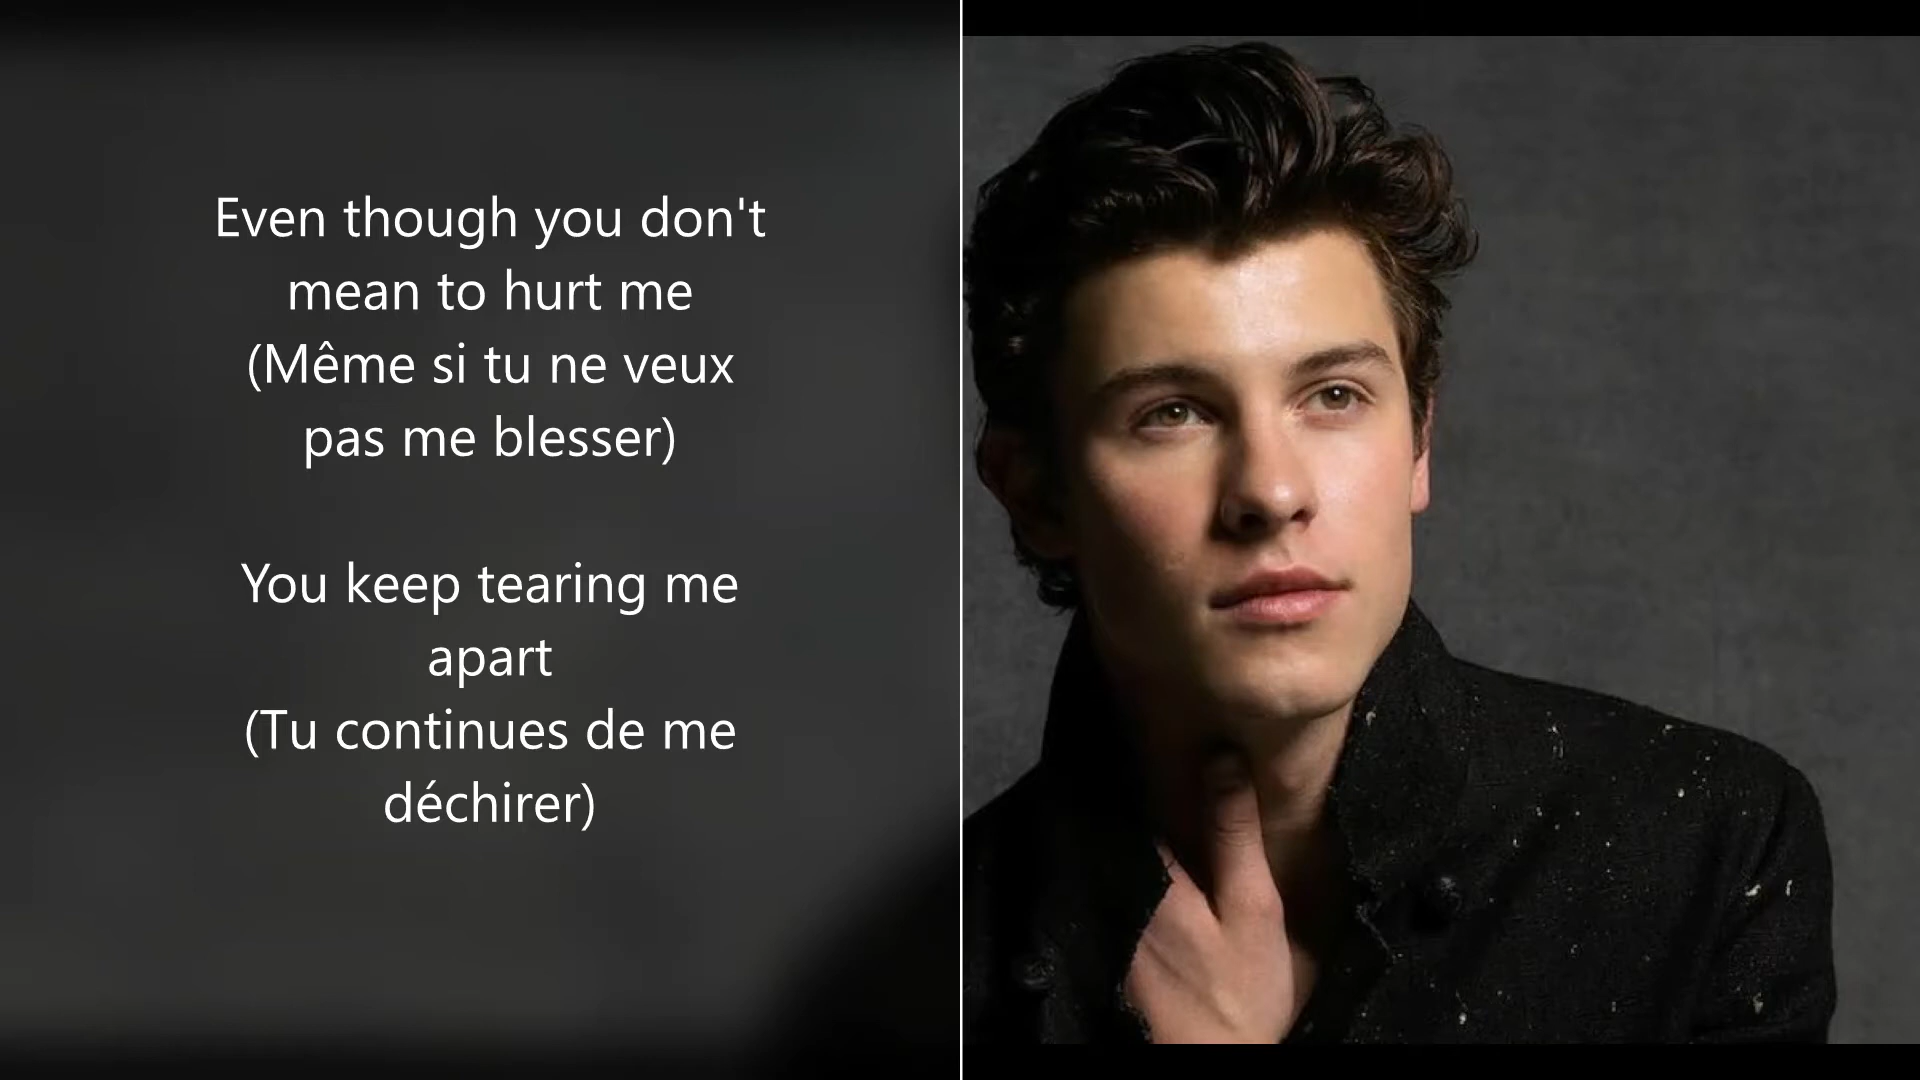 Even though you don't
mean to hurt me
(Même si tu ne veux
pas me blesser)
You keep tearing me
apart
(Tu continues de me
déchirer)